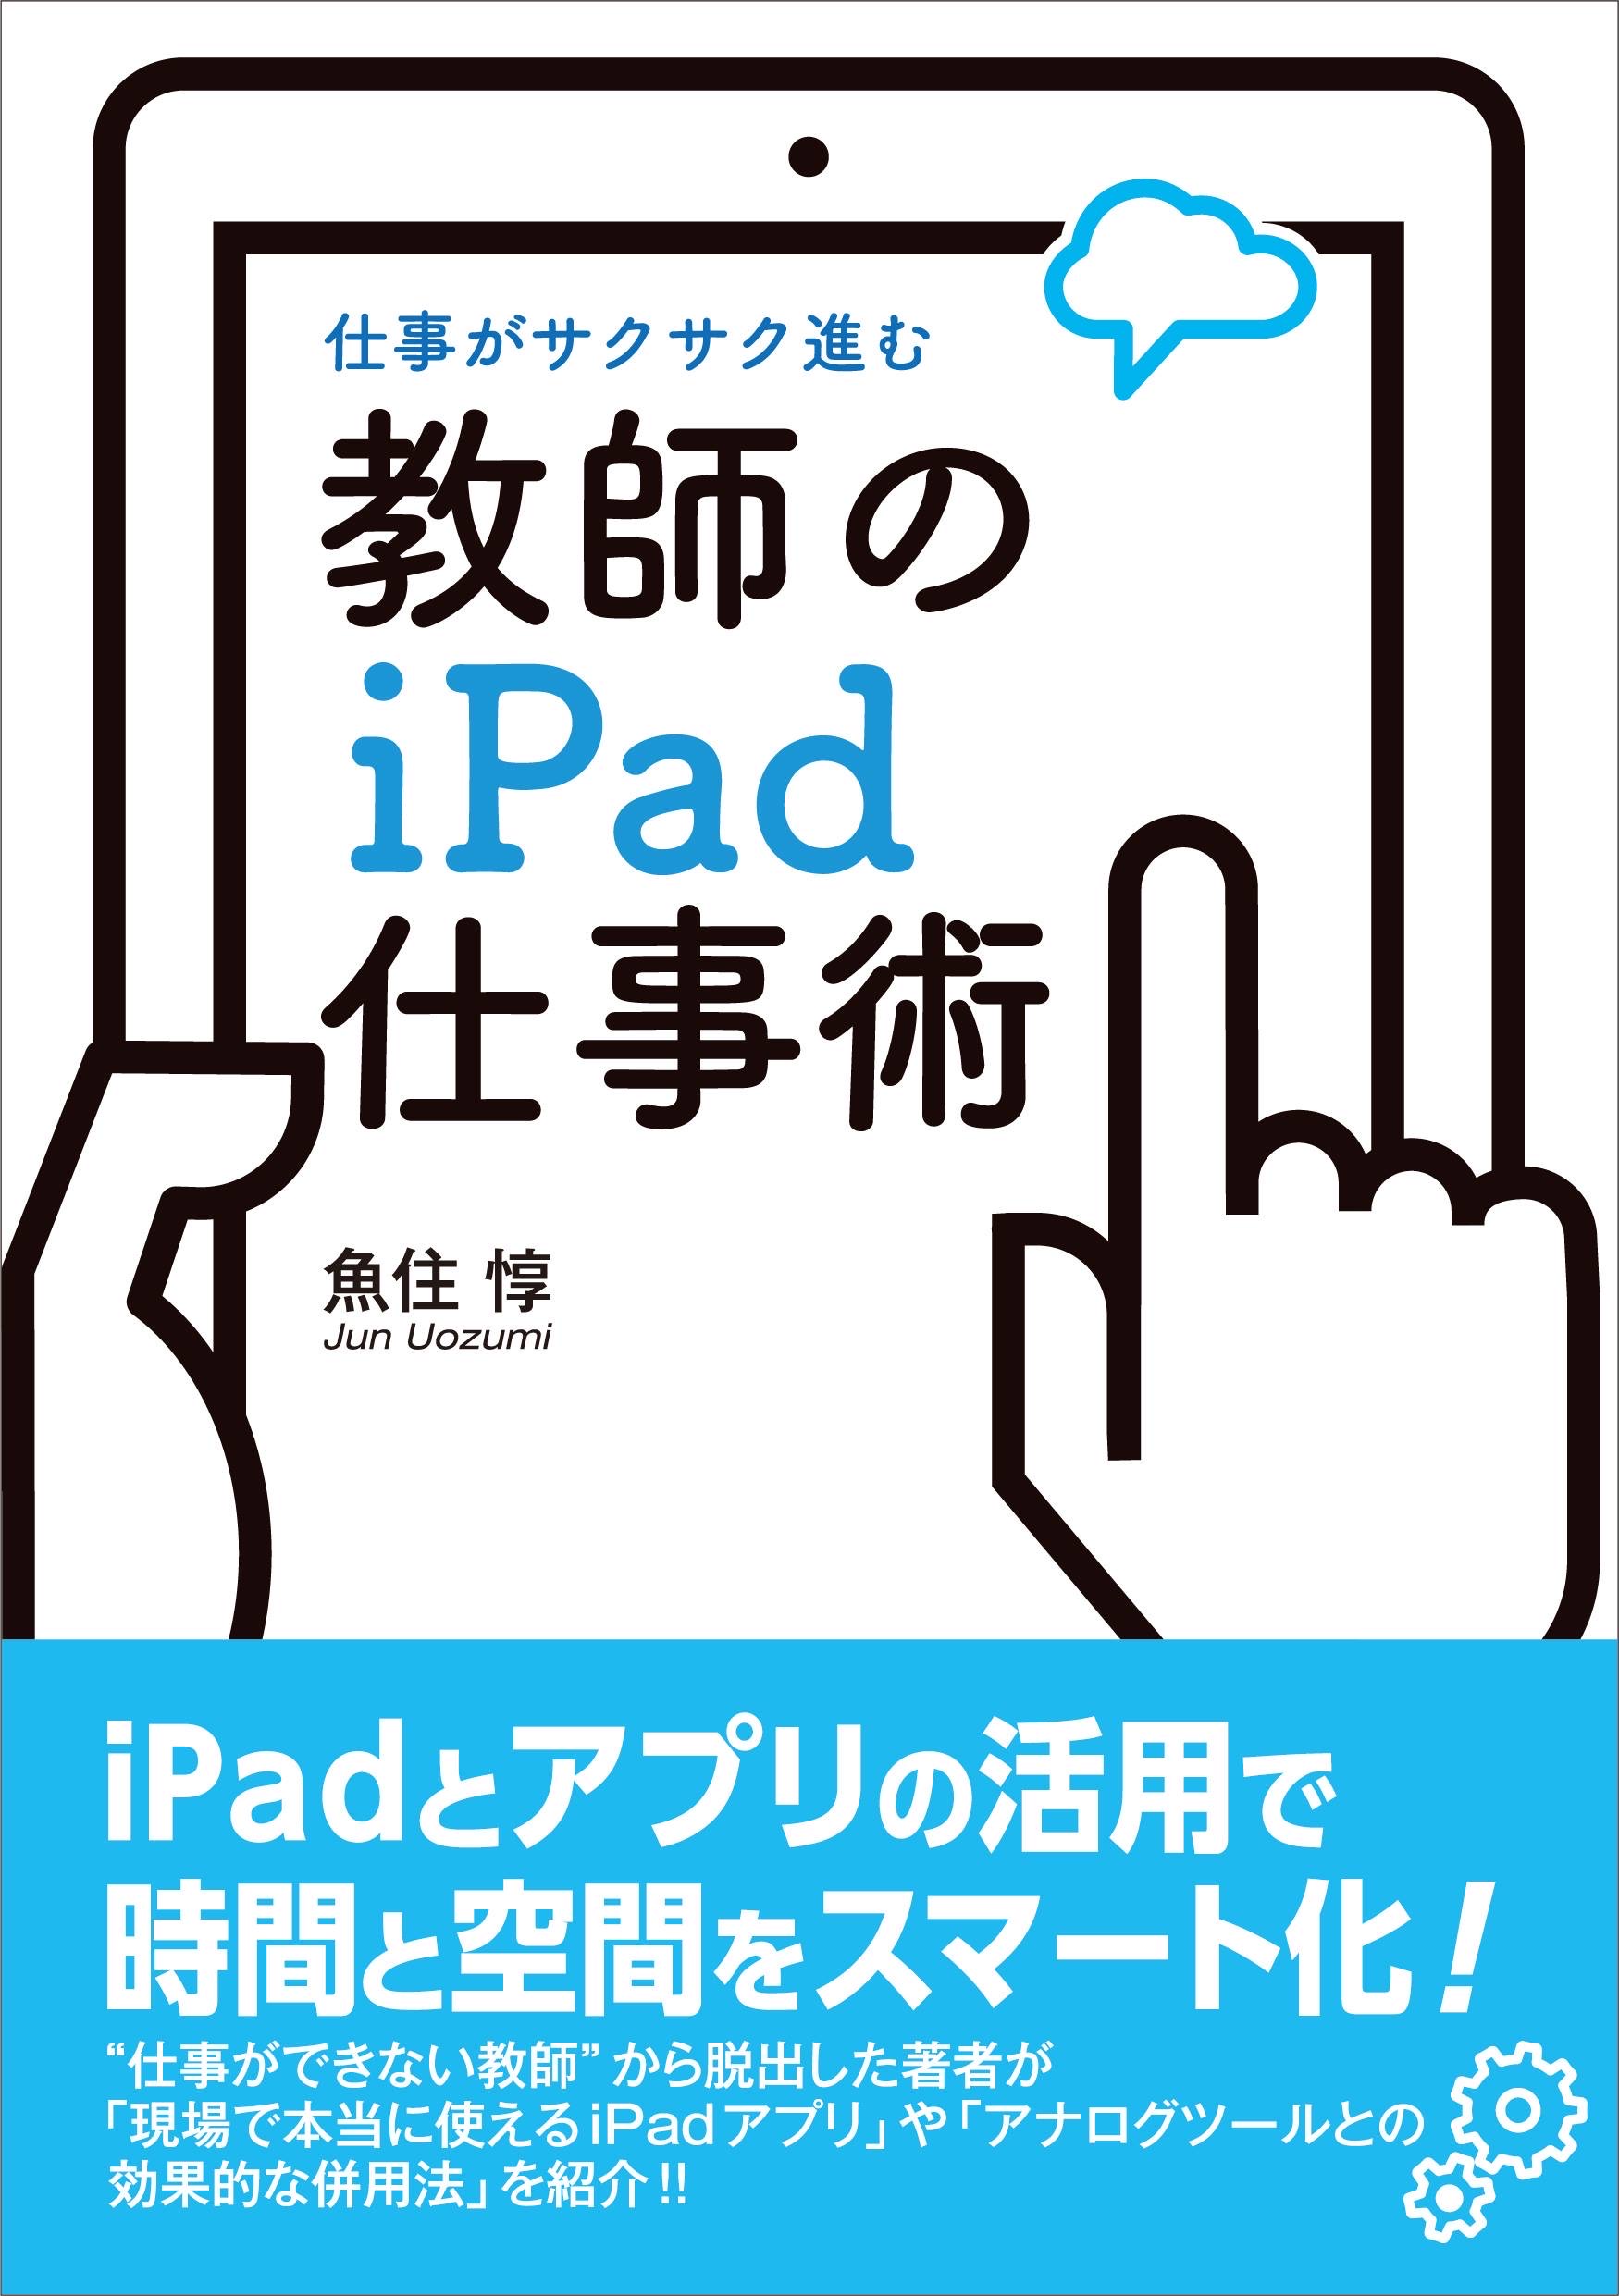 仕事がサクサク進む
教師の
iPad
仕事術
魚住 惇
Jun Uozumi
iPadとアプリの活用で
時間と空間をスマート化!
“仕事ができない教師”から脱出した著者が
「現場で本当に使えるiPadアプリ」や「アナログツールとの
効果的な併用法」を紹介!!